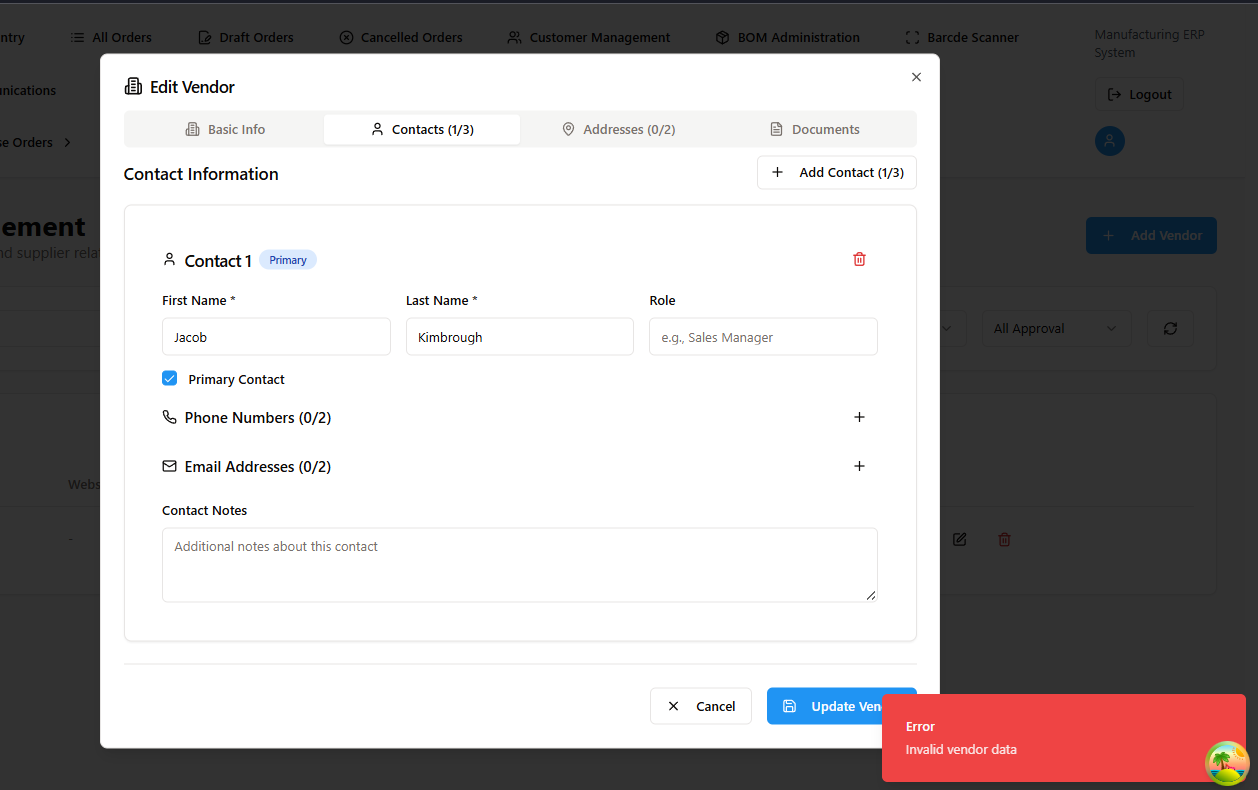 ntry
All Orders
Draft Orders
Cancelled Orders
Customer Management
BOM Administration
Barcde Scanner
Manufacturing ERP
System
unications
Logout
se Orders
Edit Vendor
Basic Info
Contacts (1/3)
Addresses (0/2)
Documents
Contact Information
Add Contact (1/3)
ement
nd supplier rela
Add Vendor
Contact 1
Primary
First Name *
Last Name *
Role
Jacob
Kimbrough
e.g., Sales Manager
All Approval
Primary Contact
Phone Numbers (0/2)
Email Addresses (0/2)
Webs
-
Contact Notes
Additional notes about this contact
Cancel
Update Ven
Error
Invalid vendor data